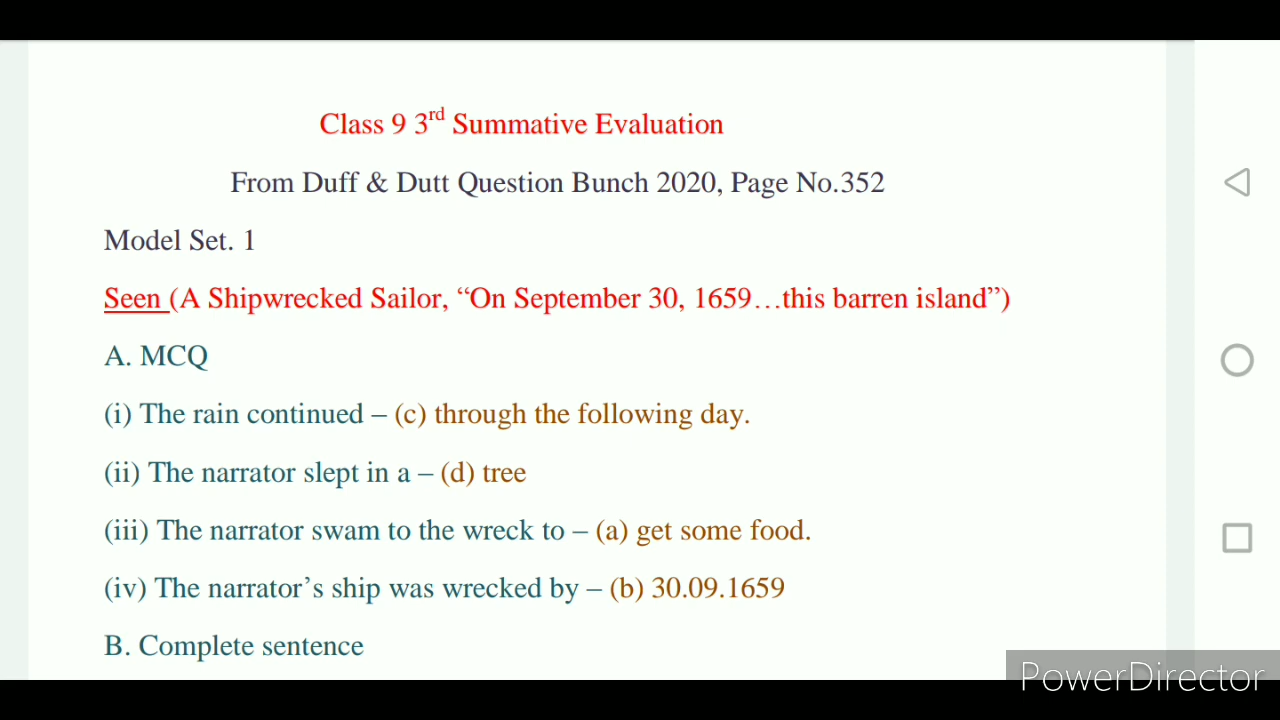 Class 9 3rd Summative Evaluation
From Duff & Dutt Question Bunch 2020, Page No.352
Model Set. 1
Seen (A Shipwrecked Sailor, “On September 30, 1659…this barren island”)
A. MCQ
(i) The rain continued – (c) through the following day.
(ii) The narrator slept in a – (d) tree
(iii) The narrator swam to the wreck to – (a) get some food.
(iv) The narrator’s ship was wrecked by – (b) 30.09.1659
B. Complete sentence
PowerDirector